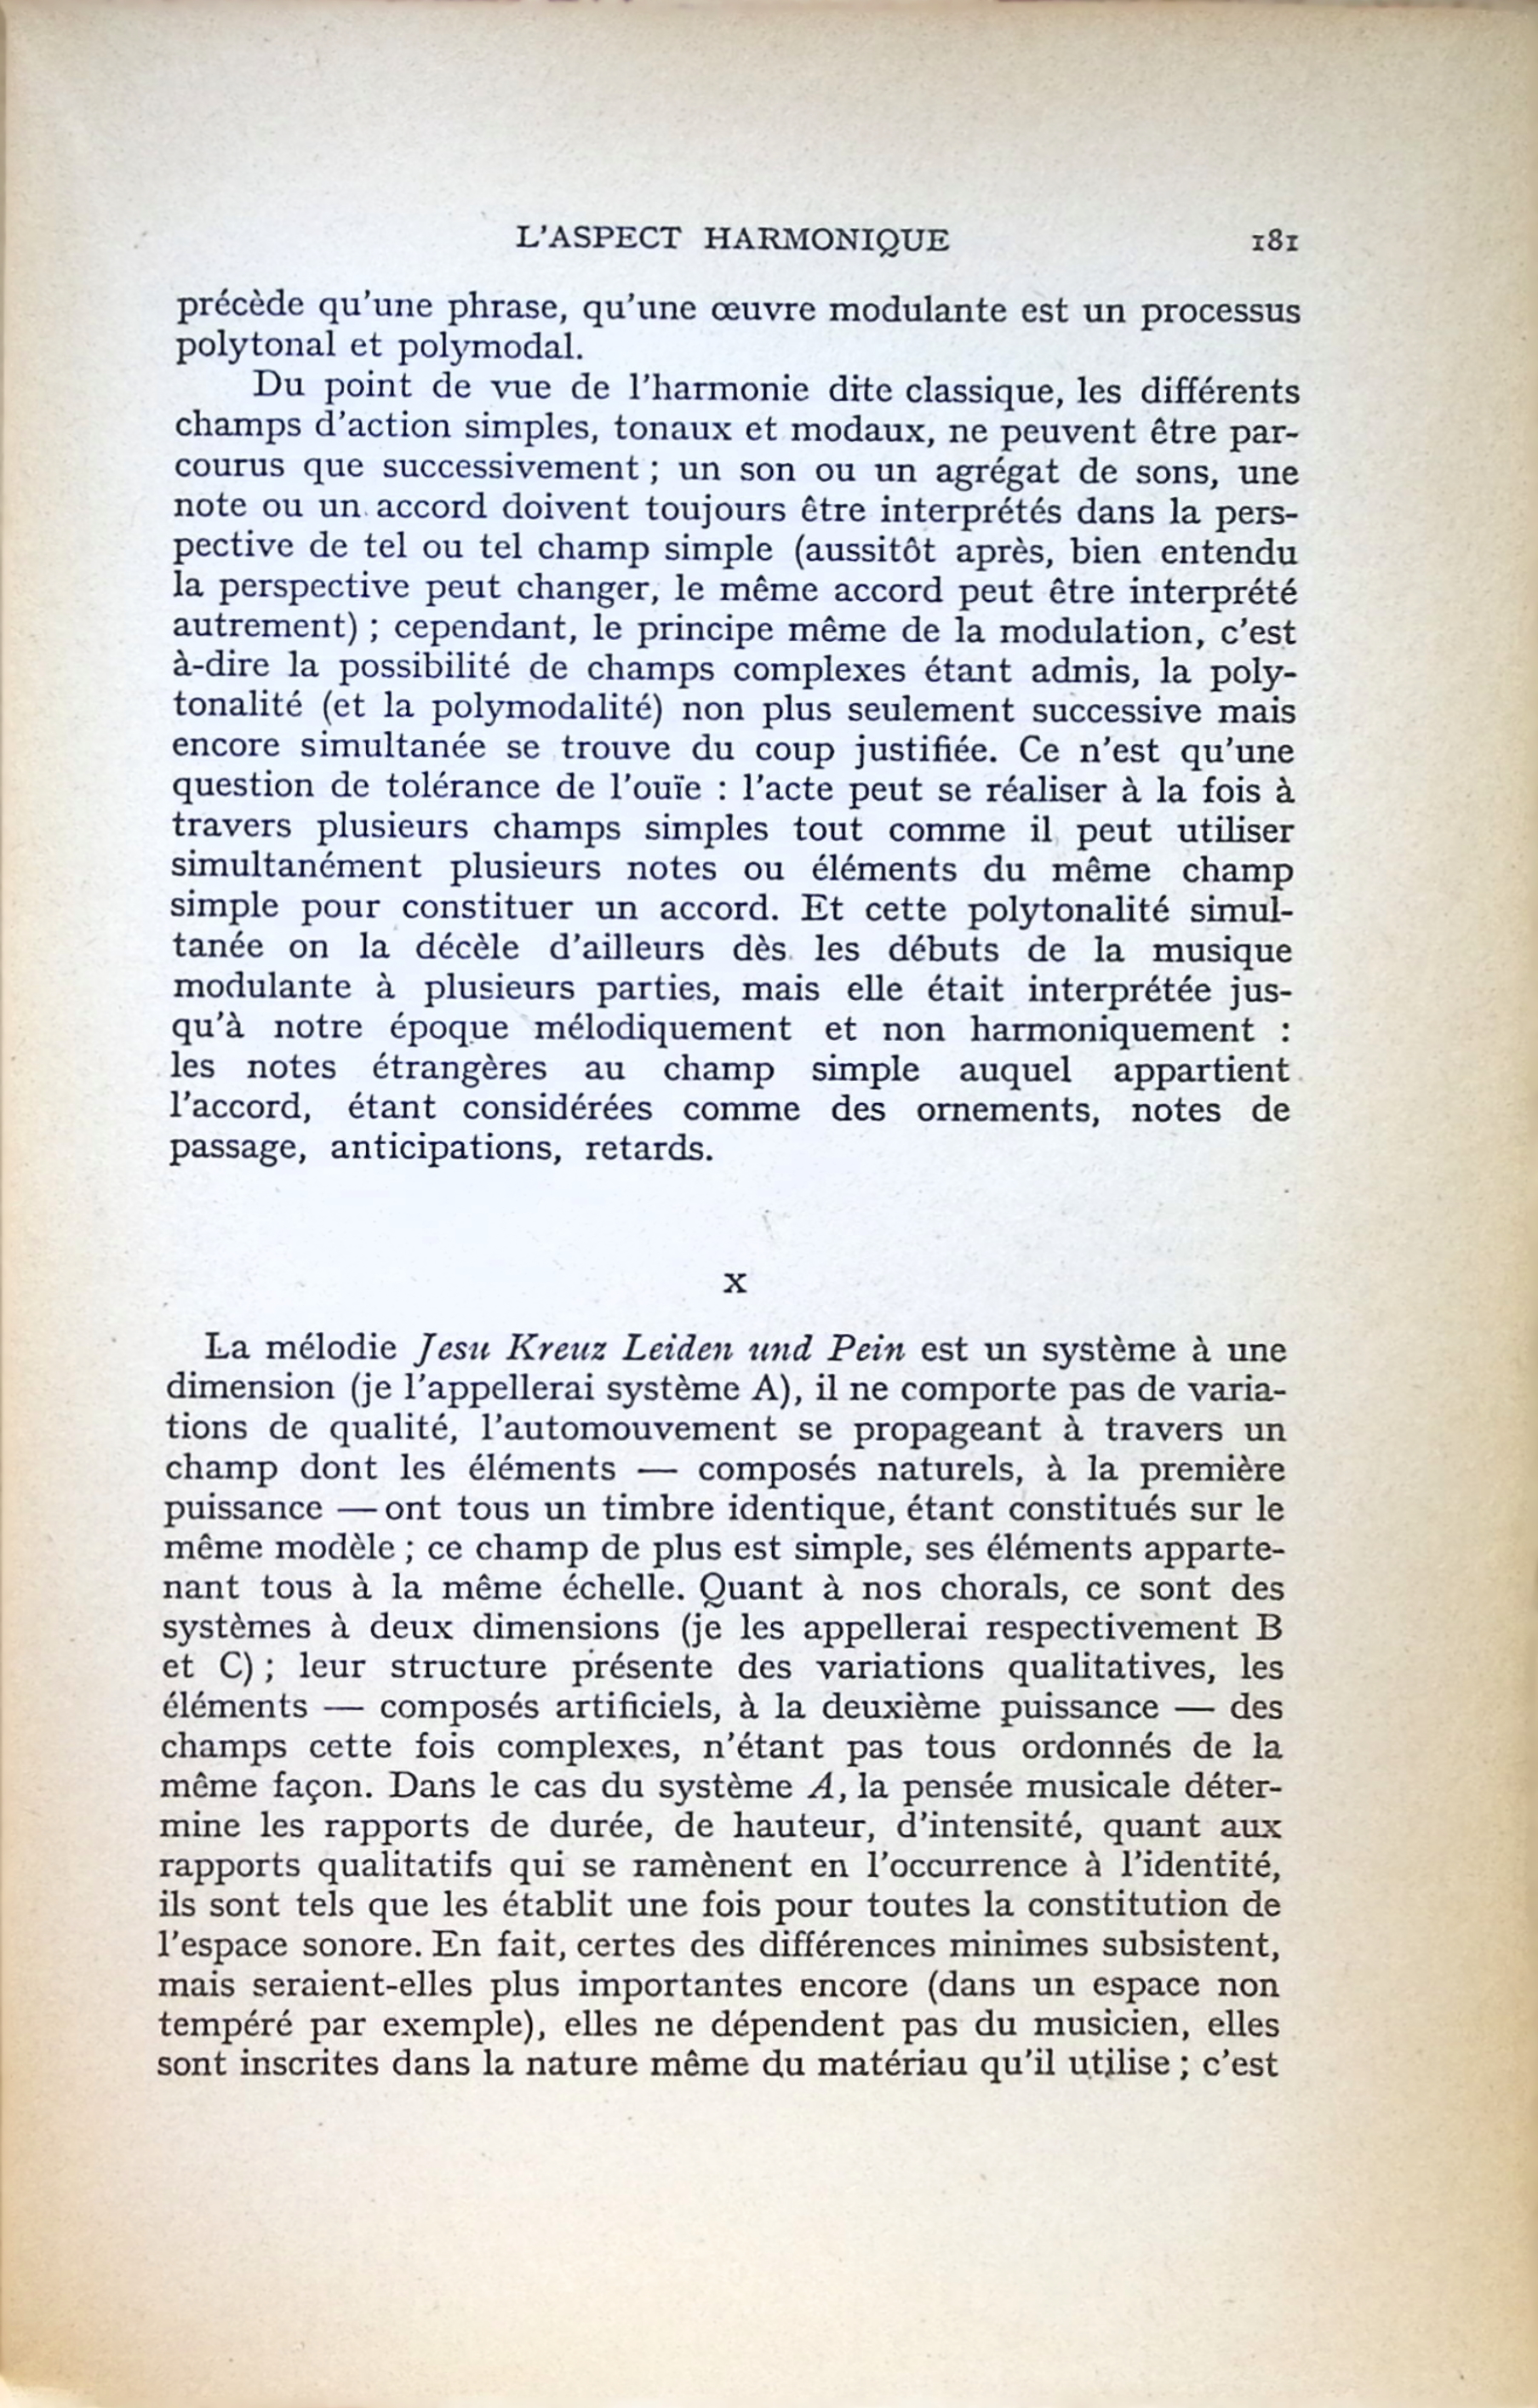 L'ASPECT HARMONIQUE 181
précède qu'une phrase, qu'une œuvre modulante est un processus
polytonal et polymodal.
Du point de vue de l'harmonie dite classique, les différents
champs d'action simples, tonaux et modaux, ne peuvent être par-
courus que successivement ; un son ou un agrégat de sons, une
note ou un accord doivent toujours être interprétés dans la pers-
pective de tel ou tel champ simple (aussitôt après, bien entendu
la perspective peut changer, le même accord peut être interprété
autrement) ; cependant, le principe même de la modulation, c'est
à-dire la possibilité de champs complexes étant admis, la poly-
tonalité (et la polymodalité) non plus seulement successive mais
encore simultanée se trouve du coup justifiée. Ce n'est qu'une
question de tolérance de l'ouïe : l'acte peut se réaliser à la fois à
travers plusieurs champs simples tout comme il peut utiliser
simultanément plusieurs notes ou éléments du même champ
simple pour constituer un accord. Et cette polytonalité simul-
tanée on la décèle d'ailleurs dès les débuts de la musique
modulante à plusieurs parties, mais elle était interprétée jus-
qu'à notre époque mélodiquement et non harmoniquement :
les notes étrangères au champ simple auquel appartient
l'accord, étant considérées comme des ornements, notes de
passage, anticipations, retards.
X
La mélodie Jesu Kreuz Leiden und Pein est un système à une
dimension (je l'appellerai système A), il ne comporte pas de varia-
tions de qualité, l'automouvement se propageant à travers un
champ dont les éléments — composés naturels, à la première
puissance — ont tous un timbre identique, étant constitués sur le
même modèle ; ce champ de plus est simple, ses éléments apparte-
nant tous à la même échelle. Quant à nos chorals, ce sont des
systèmes à deux dimensions (je les appellerai respectivement B
et C) ; leur structure présente des variations qualitatives, les
éléments — composés artificiels, à la deuxième puissance — des
champs cette fois complexes, n'étant pas tous ordonnés de la
même façon. Dans le cas du système A, la pensée musicale déter-
mine les rapports de durée, de hauteur, d'intensité, quant aux
rapports qualitatifs qui se ramènent en l'occurrence à l'identité,
ils sont tels que les établit une fois pour toutes la constitution de
l'espace sonore. En fait, certes des différences minimes subsistent,
mais seraient-elles plus importantes encore (dans un espace non
tempéré par exemple), elles ne dépendent pas du musicien, elles
sont inscrites dans la nature même du matériau qu'il utilise ; c'est